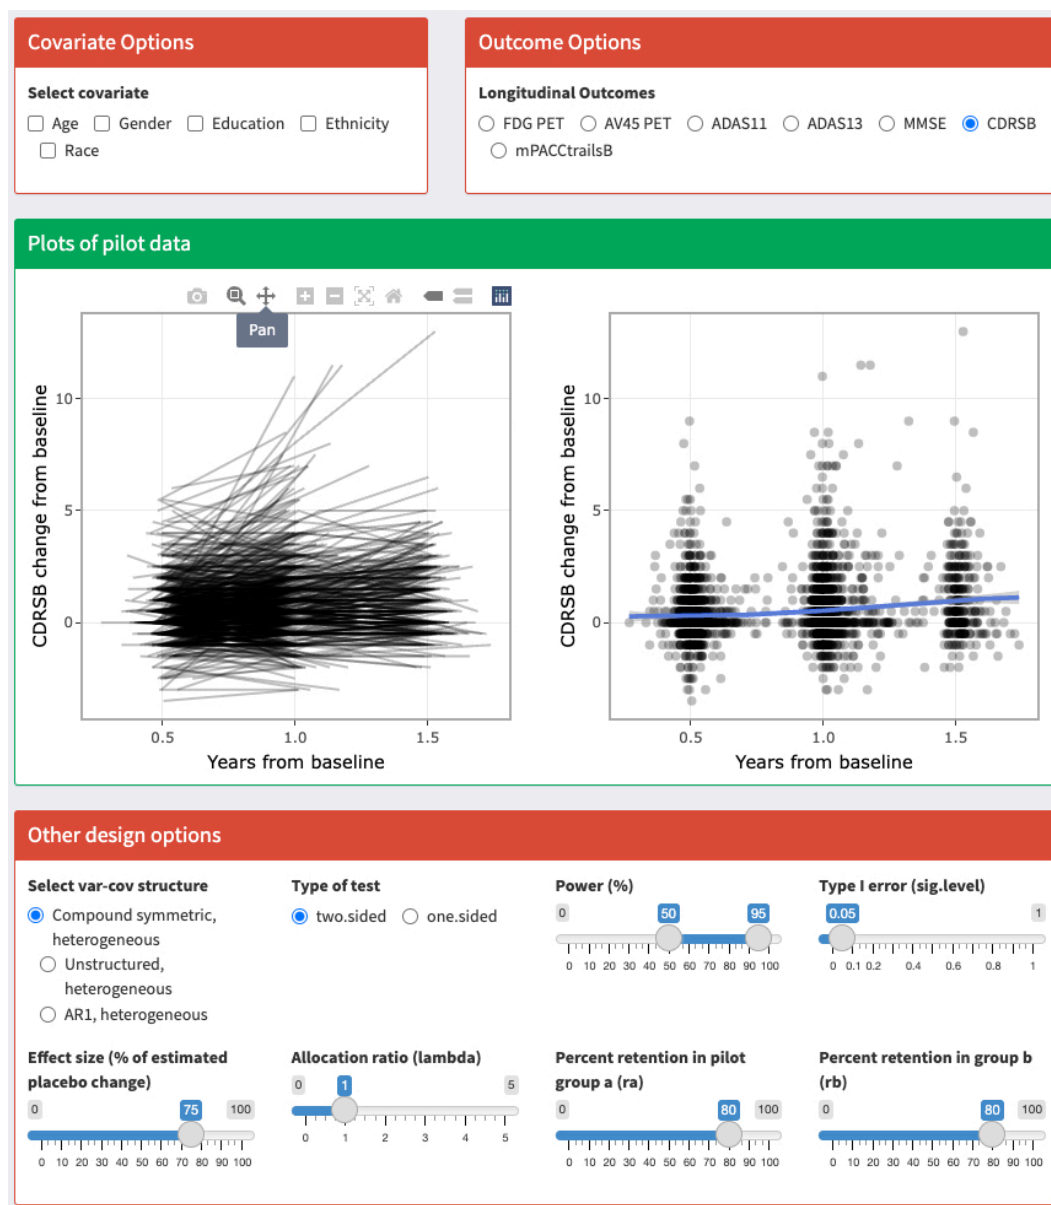 Covariate Options
Outcome Options
Select covariate
Age Gender Education Ethnicity
Race
Longitudinal Outcomes
FDG PET AV45 PET ADAS11 ADAS13 MMSE CDRSB
mPACCtrailsB
Plots of pilot data
Pan
CDRSB change from baseline
10
5
0
0.5 1.0 1.5
Years from baseline
CDRSB change from baseline
10
5
0
0.5 1.0 1.5
Years from baseline
Other design options
Select var-cov structure
Compound symmetric,
heterogeneous
Unstructured,
heterogeneous
AR1, heterogeneous
Type of test
two.sided one.sided
Power (%)
0 50 95
0 10 20 30 40 50 60 70 80 90 100
Type I error (sig.level)
0.05 1
0 0.1 0.2 0.4 0.6 0.8 1
Effect size (% of estimated
placebo change)
0 75 100
0 10 20 30 40 50 60 70 80 90 100
Allocation ratio (lambda)
0 1 5
0 1 2 3 4 5
Percent retention in pilot
group a (ra)
0 80 100
0 10 20 30 40 50 60 70 80 90 100
Percent retention in group b
(rb)
0 80 100
0 10 20 30 40 50 60 70 80 90 100